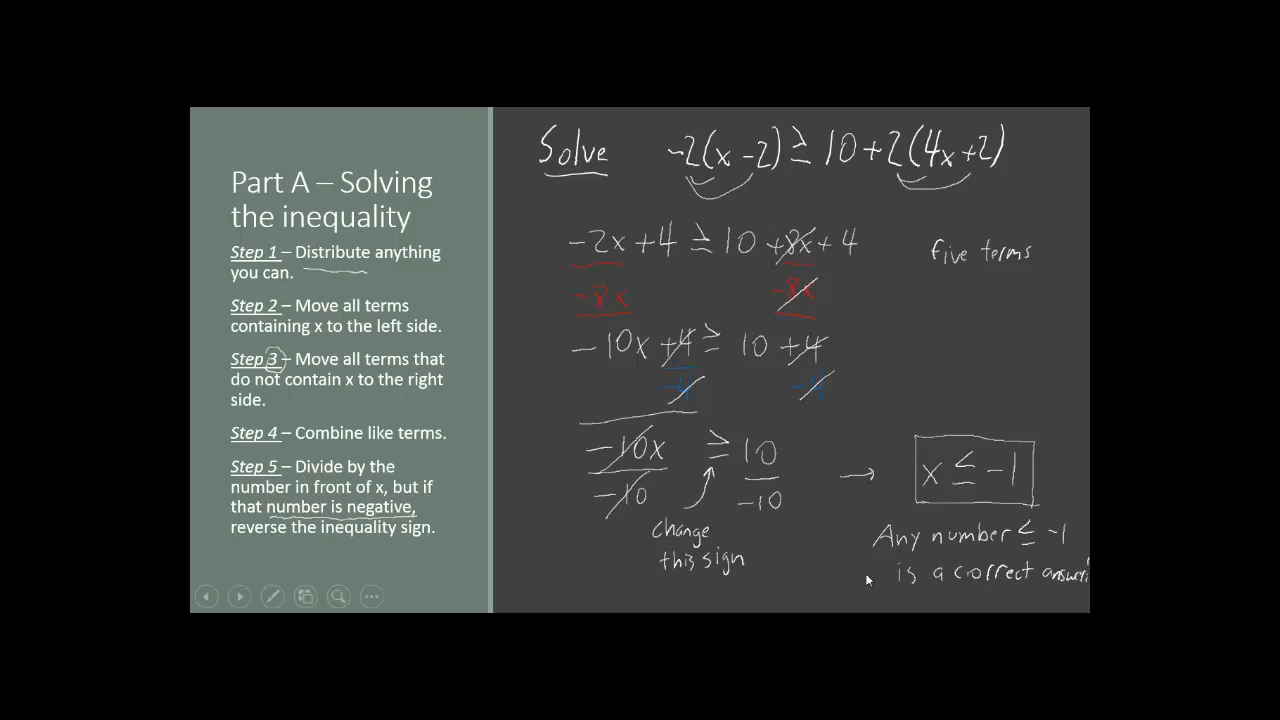 Part A – Solving
the inequality
Step 1 – Distribute anything
you can.
Step 2 – Move all terms
containing x to the left side.
Step 3 – Move all terms that
do not contain x to the right
side.
Step 4 – Combine like terms.
Step 5 – Divide by the
number in front of x, but if
that number is negative,
reverse the inequality sign.
Solve -2(x-2) ≥ 10+2(4x+2)
-2x+4 ≥ 10+8x+4
five terms
-8x -8x
-10x+4 ≥ 10+4
-4 -4
-10x ≥ 10
-10 -10
→ x ≤ -1
change
this sign
Any number ≤ -1
is a correct answer!